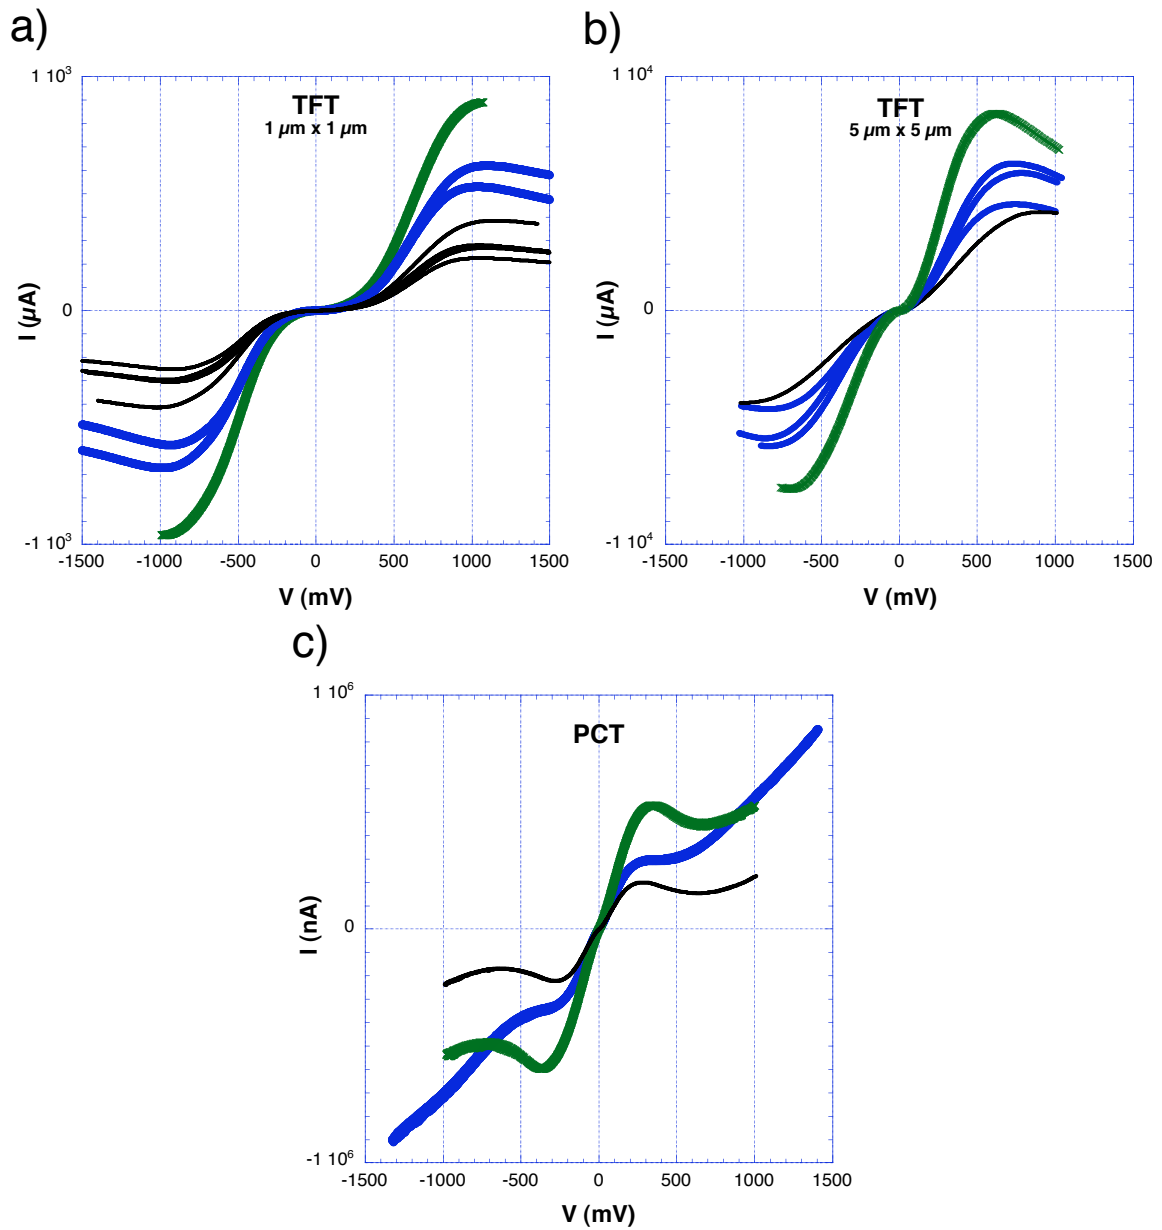 a)
1 10³
TFT
1 µm x 1 µm
0
I (µA)
-1 10³
-1500 -1000 -500 0 500 1000 1500
V (mV)
b)
1 10⁴
TFT
5 µm x 5 µm
0
I (µA)
-1 10⁴
-1500 -1000 -500 0 500 1000 1500
V (mV)
c)
1 10⁶
PCT
0
I (nA)
-1 10⁶
-1500 -1000 -500 0 500 1000 1500
V (mV)